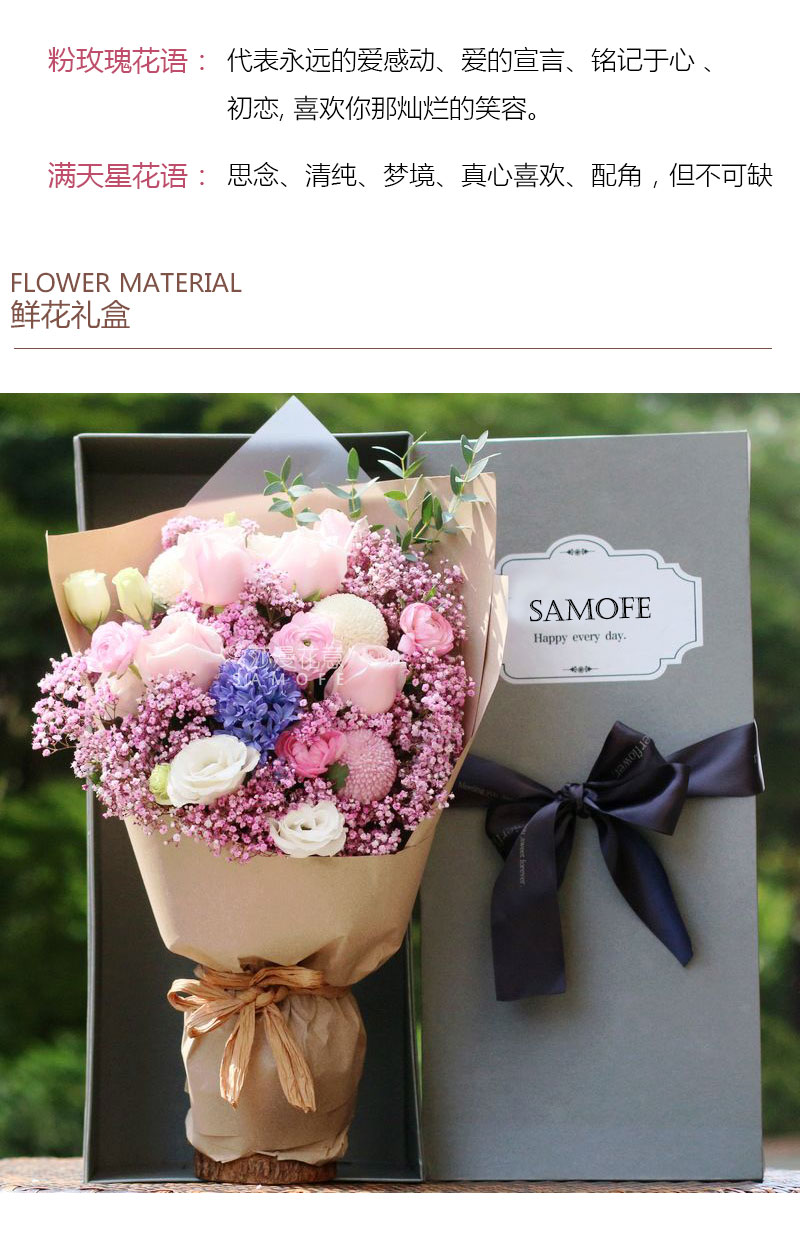 粉玫瑰花语： 代表永远的爱感动、爱的宣言、铭记于心 、
初恋, 喜欢你那灿烂的笑容。
满天星花语： 思念、清纯、梦境、真心喜欢、配角，但不可缺
FLOWER MATERIAL
鲜花礼盒
SAMOFE
Happy every day.
SAMOFE
sweet forever